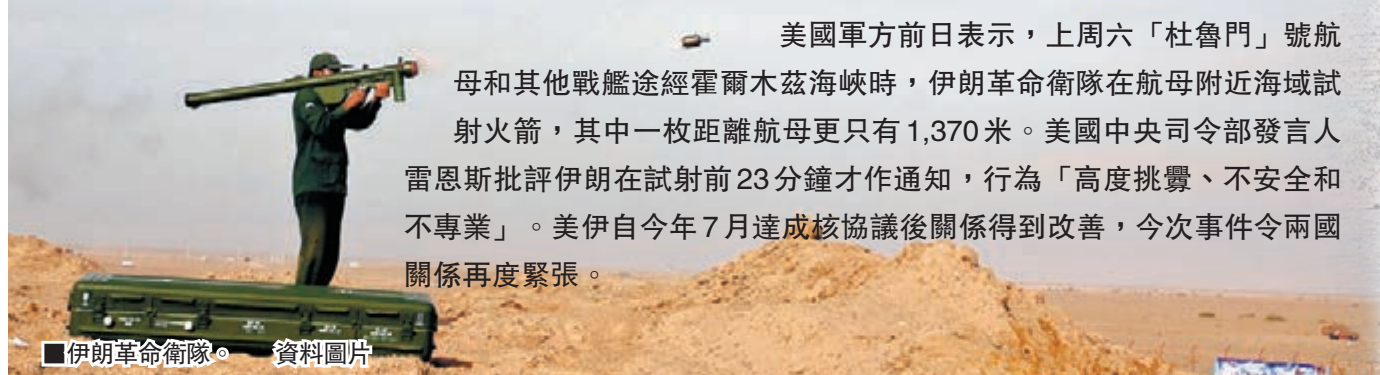 美國軍方前日表示，上周六「杜魯門」號航
母和其他戰艦途經霍爾木茲海峽時，伊朗革命衛隊在航母附近海域試
射火箭，其中一枚距離航母更只有1,370米。美國中央司令部發言人
雷恩斯批評伊朗在試射前23分鐘才作通知，行為「高度挑釁、不安全和
不專業」。美伊自今年7月達成核協議後關係得到改善，今次事件令兩國
關係再度緊張。
■伊朗革命衛隊。 資料圖片